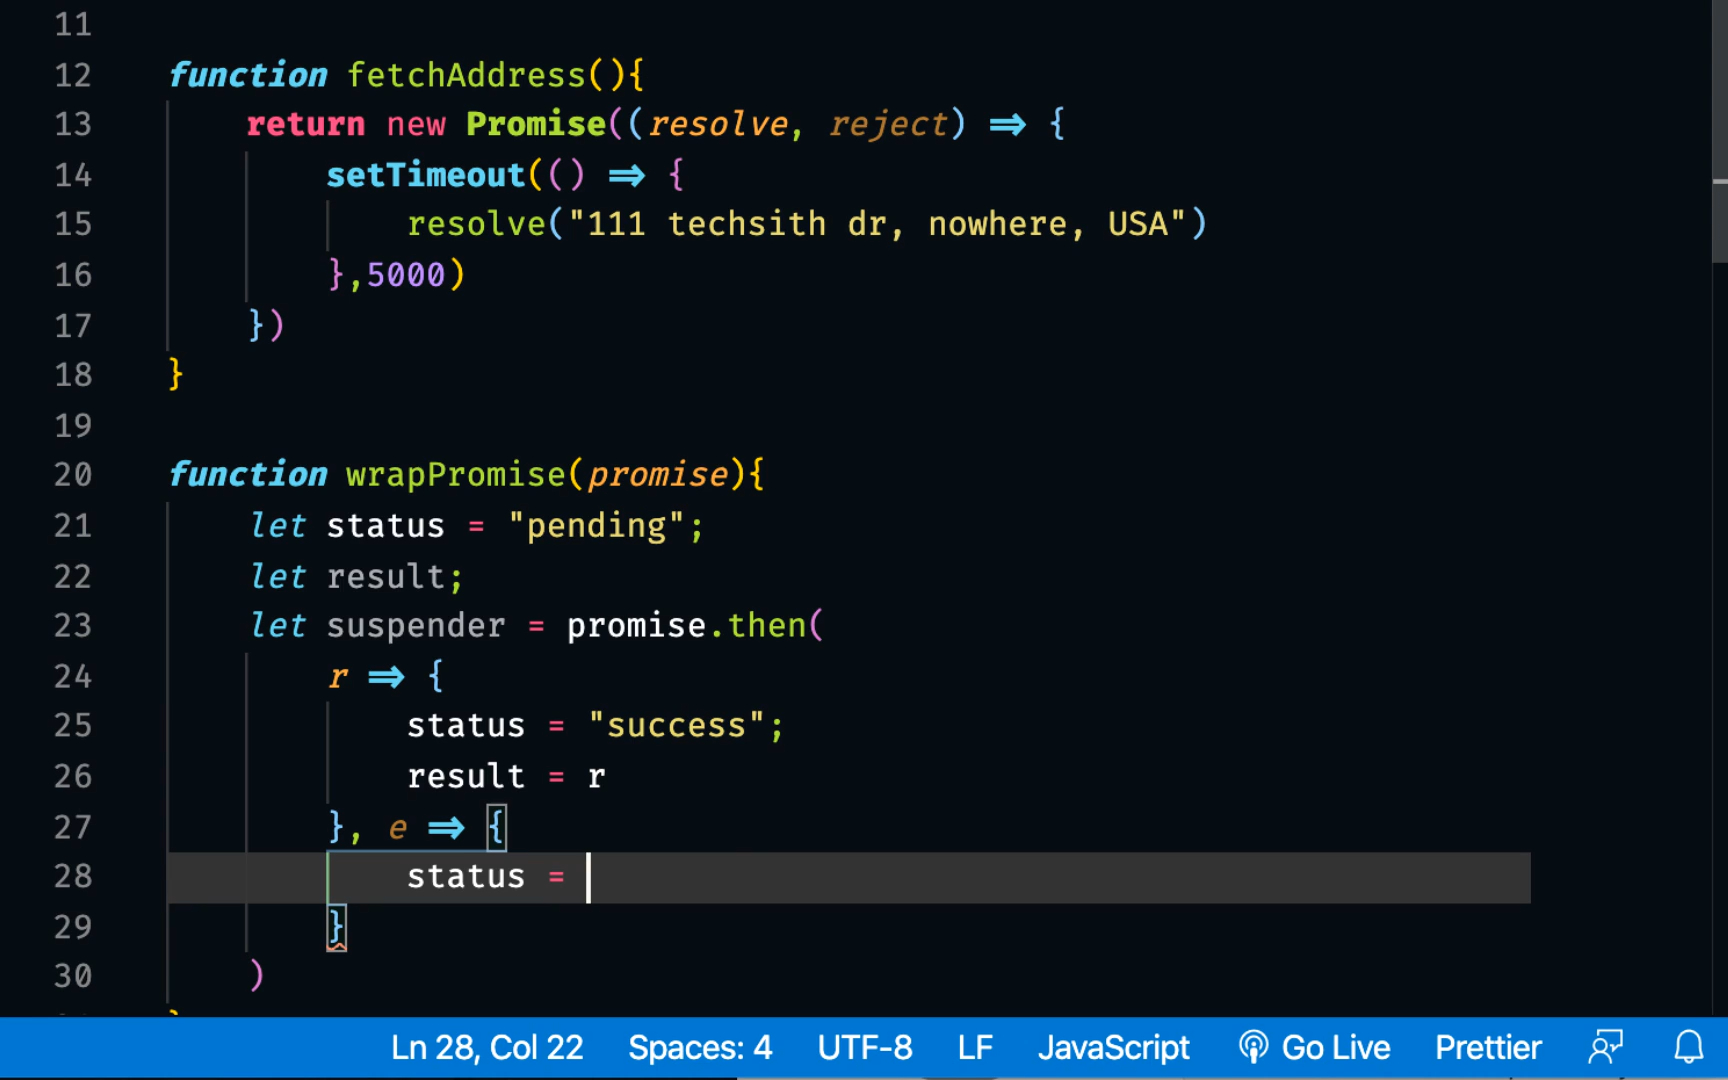 11
12 function fetchAddress(){
13 return new Promise((resolve, reject) => {
14 setTimeout(() => {
15 resolve("111 techsith dr, nowhere, USA")
16 },5000)
17 })
18 }
19
20 function wrapPromise(promise){
21 let status = "pending";
22 let result;
23 let suspender = promise.then(
24 r => {
25 status = "success";
26 result = r
27 }, e => {
28 status =
29 }
30 )
Ln 28, Col 22 Spaces: 4 UTF-8 LF JavaScript Go Live Prettier